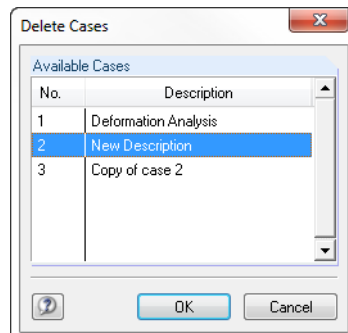 Delete Cases
Available Cases
No. Description
1 Deformation Analysis
2 New Description
3 Copy of case 2
OK Cancel